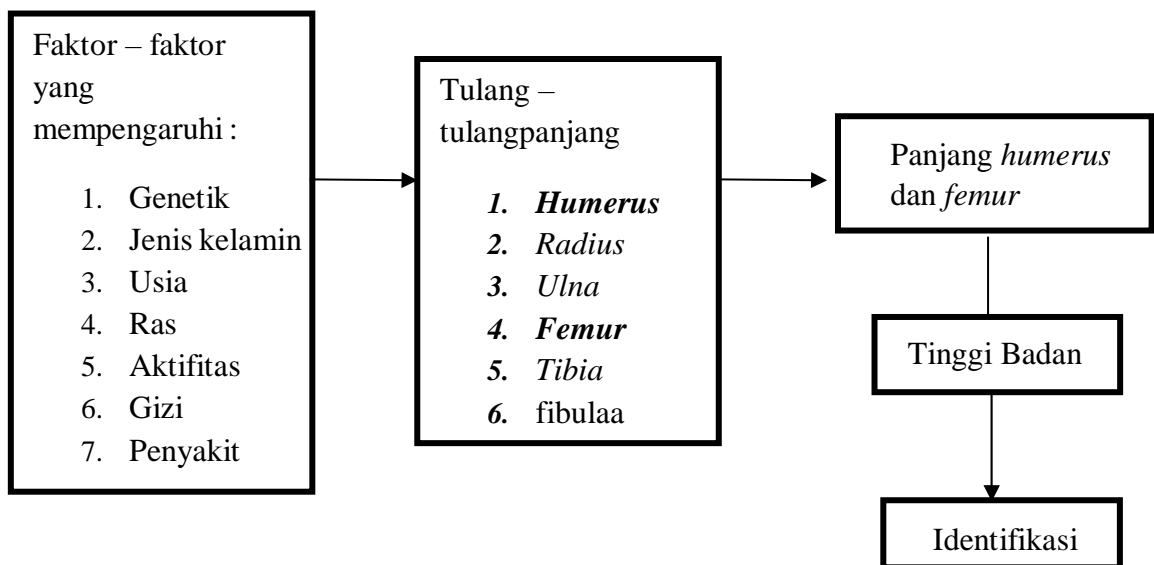 Faktor – faktor
yang
mempengaruhi :
1. Genetik
2. Jenis kelamin
3. Usia
4. Ras
5. Aktifitas
6. Gizi
7. Penyakit
Tulang –
tulangpanjang
1. Humerus
2. Radius
3. Ulna
4. Femur
5. Tibia
6. fibulaa
Panjang humerus
dan femur
Tinggi Badan
Identifikasi